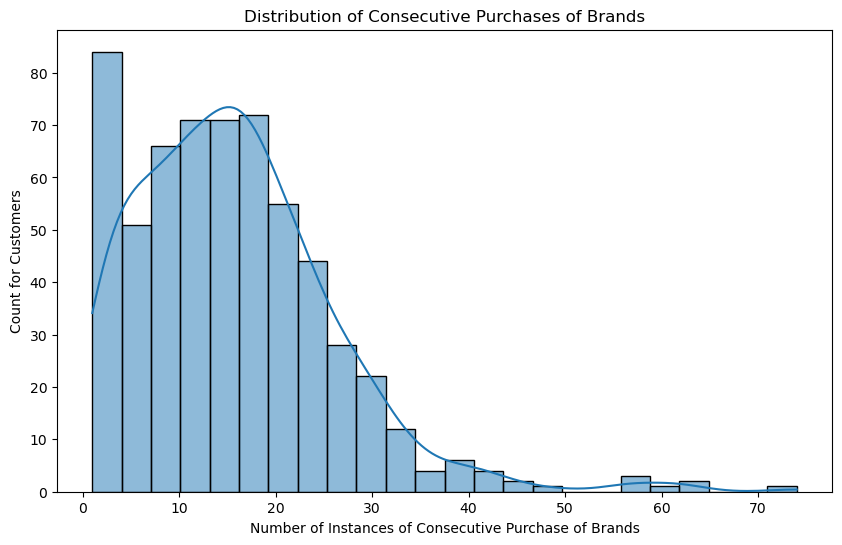 Distribution of Consecutive Purchases of Brands
Count for Customers
80
70
60
50
40
30
20
10
0
0 10 20 30 40 50 60 70
Number of Instances of Consecutive Purchase of Brands